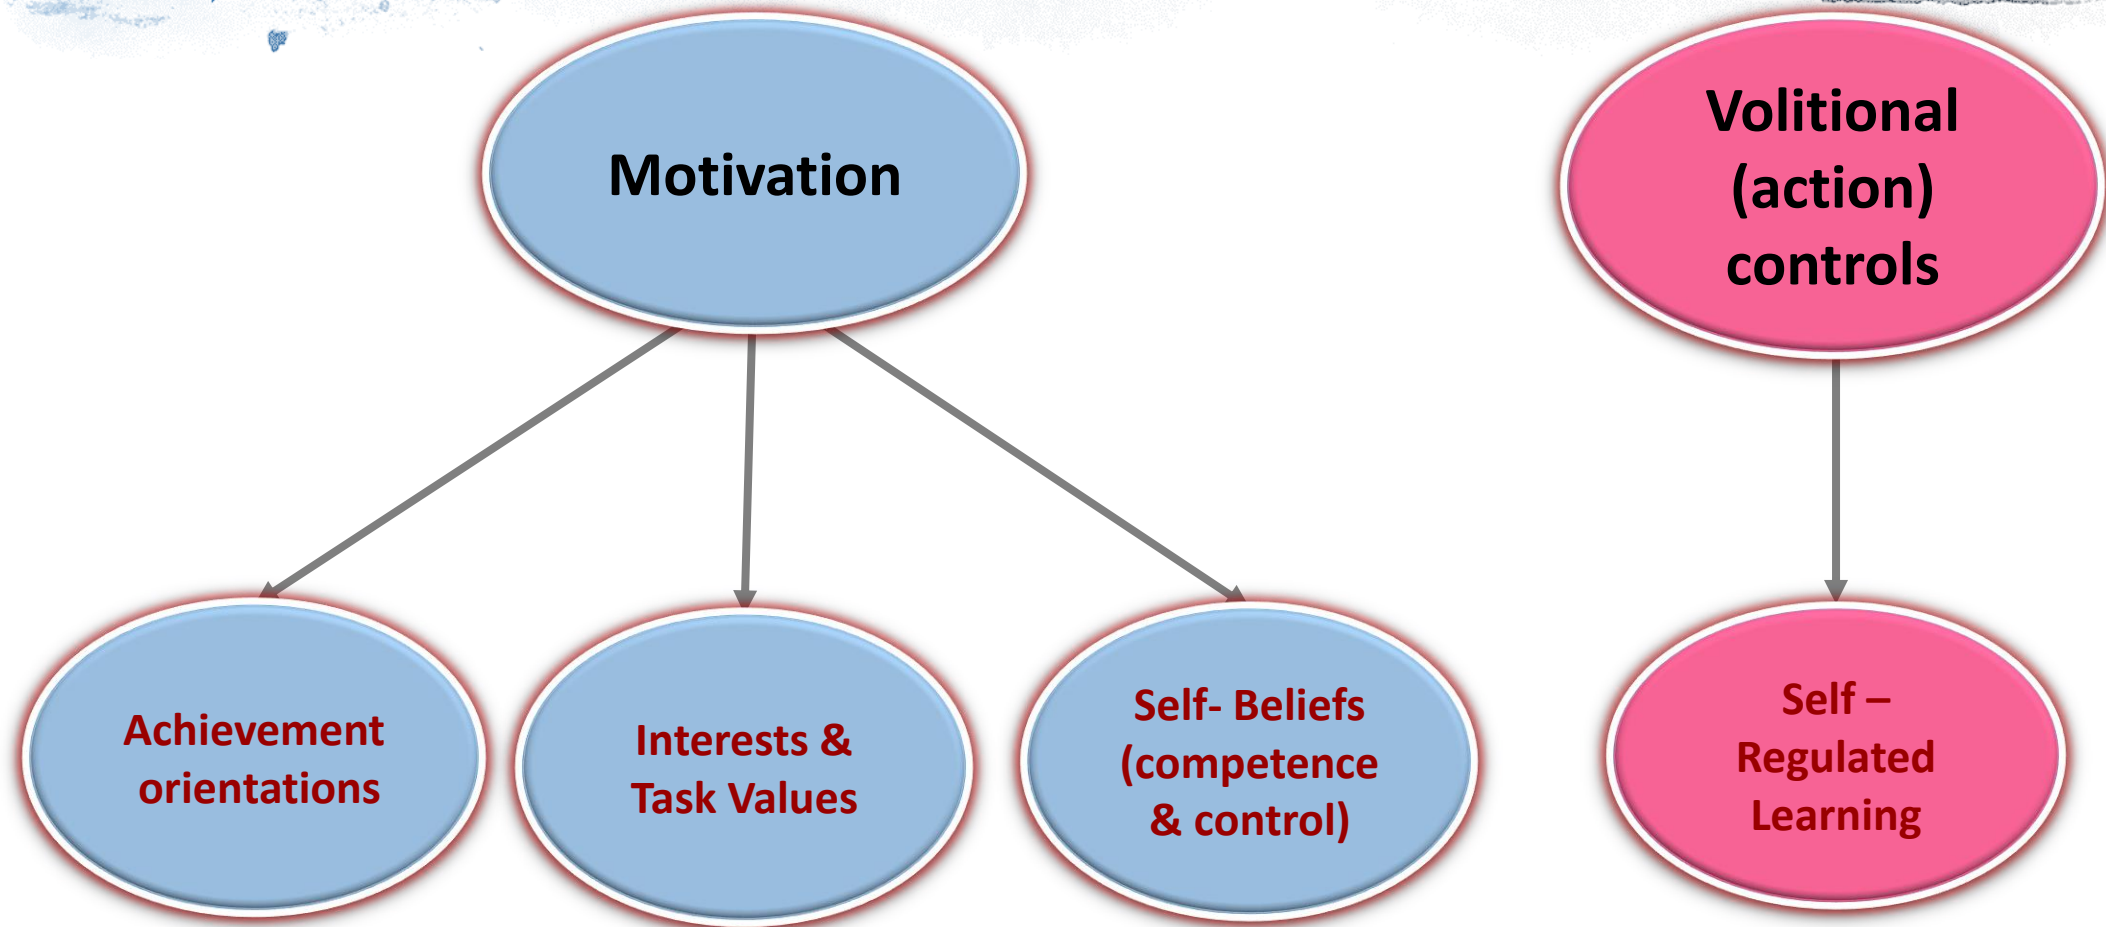 Motivation
Volitional
(action)
controls
Achievement
orientations
Interests &
Task Values
Self- Beliefs
(competence
& control)
Self –
Regulated
Learning